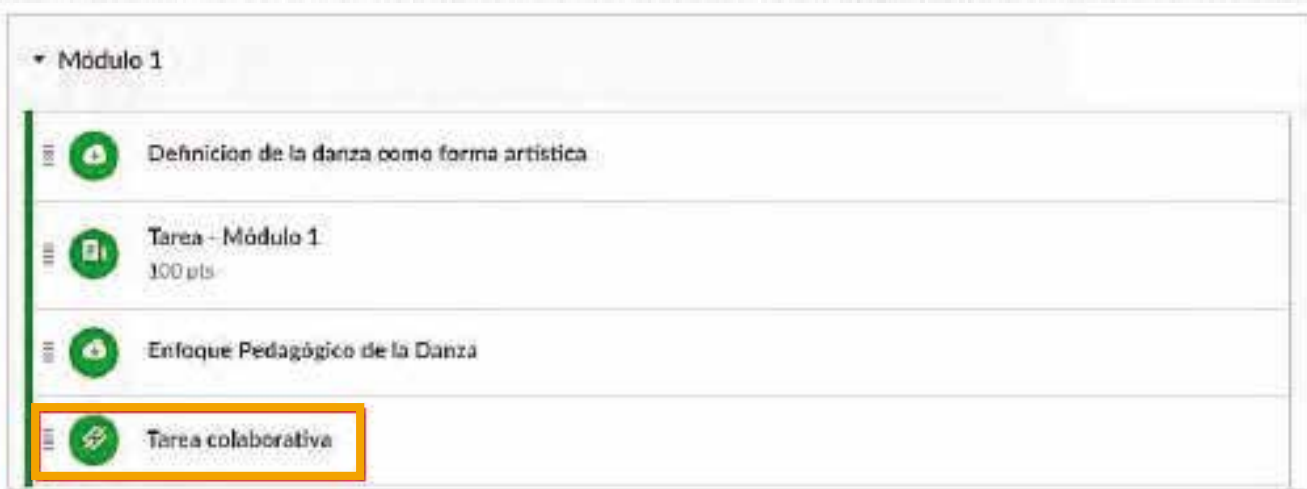 Módulo 1
Definicion de la danza como forma artística
Tarea - Módulo 1
100 pts
Enfoque Pedagógico de la Danza
Tarea colaborativa